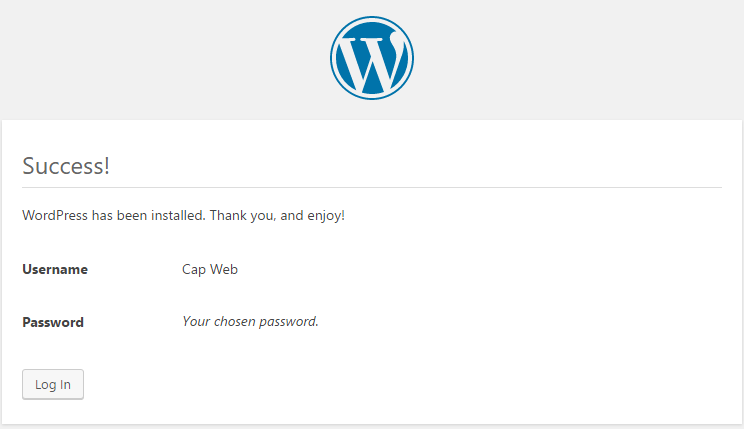 Success!
WordPress has been installed. Thank you, and enjoy!
Username Cap Web
Password Your chosen password.
Log In